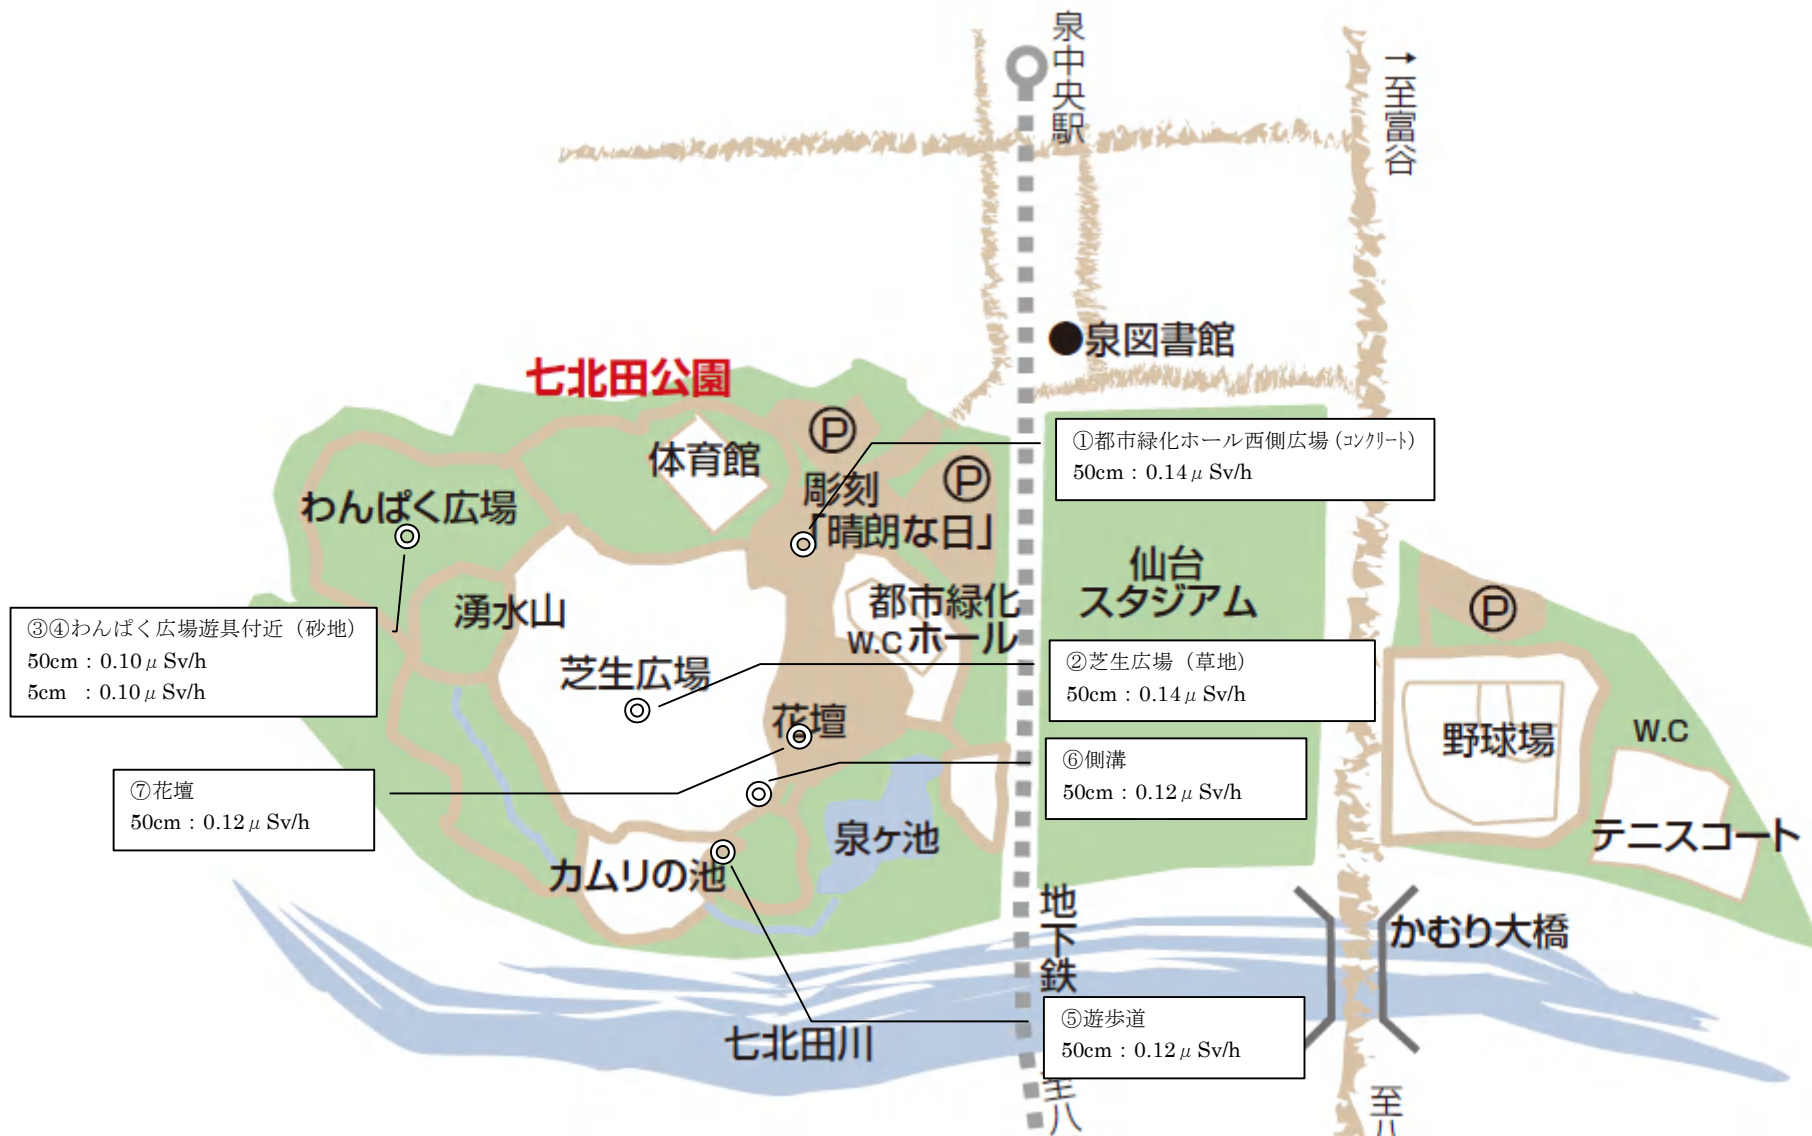 泉中央駅
↑至富谷
●泉図書館
七北田公園
Ⓟ
体育館
①都市緑化ホール西側広場（ｺﾝｸﾘｰﾄ）
50cm：0.14μSv/h
Ⓟ
彫刻
「晴朗な日」
わんぱく広場
仙台
スタジアム
都市緑化
W.C ホール
Ⓟ
湧水山
③④わんぱく広場遊具付近（砂地）
50cm：0.10μSv/h
5cm ：0.10μSv/h
芝生広場
②芝生広場（草地）
50cm：0.14μSv/h
花壇
野球場
W.C
⑥側溝
50cm：0.12μSv/h
⑦花壇
50cm：0.12μSv/h
泉ヶ池
テニスコート
カムリの池
地下鉄
かむり大橋
⑤遊歩道
50cm：0.12μSv/h
七北田川
至八
至八